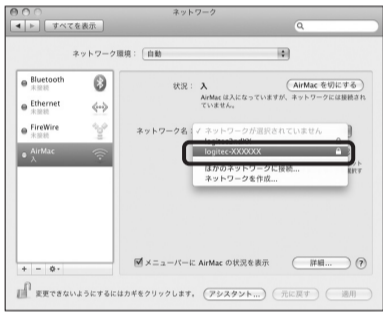 ネットワーク
すべてを表示
ネットワーク環境： 自動
Bluetooth
未接続
Ethernet
未接続
FireWire
未接続
AirMac
入
状況： 入
AirMac を切にする
AirMac は入になっていますが、ネットワークには接続されていません。
ネットワーク名：
✓ ネットワークが選択されていません
logitec-XXXXXX
ほかのネットワークに接続...
ネットワークを作成...
メニューバーに AirMac の状況を表示
詳細...
?
変更できないようにするにはカギをクリックします。
アシスタント...
元に戻す
適用